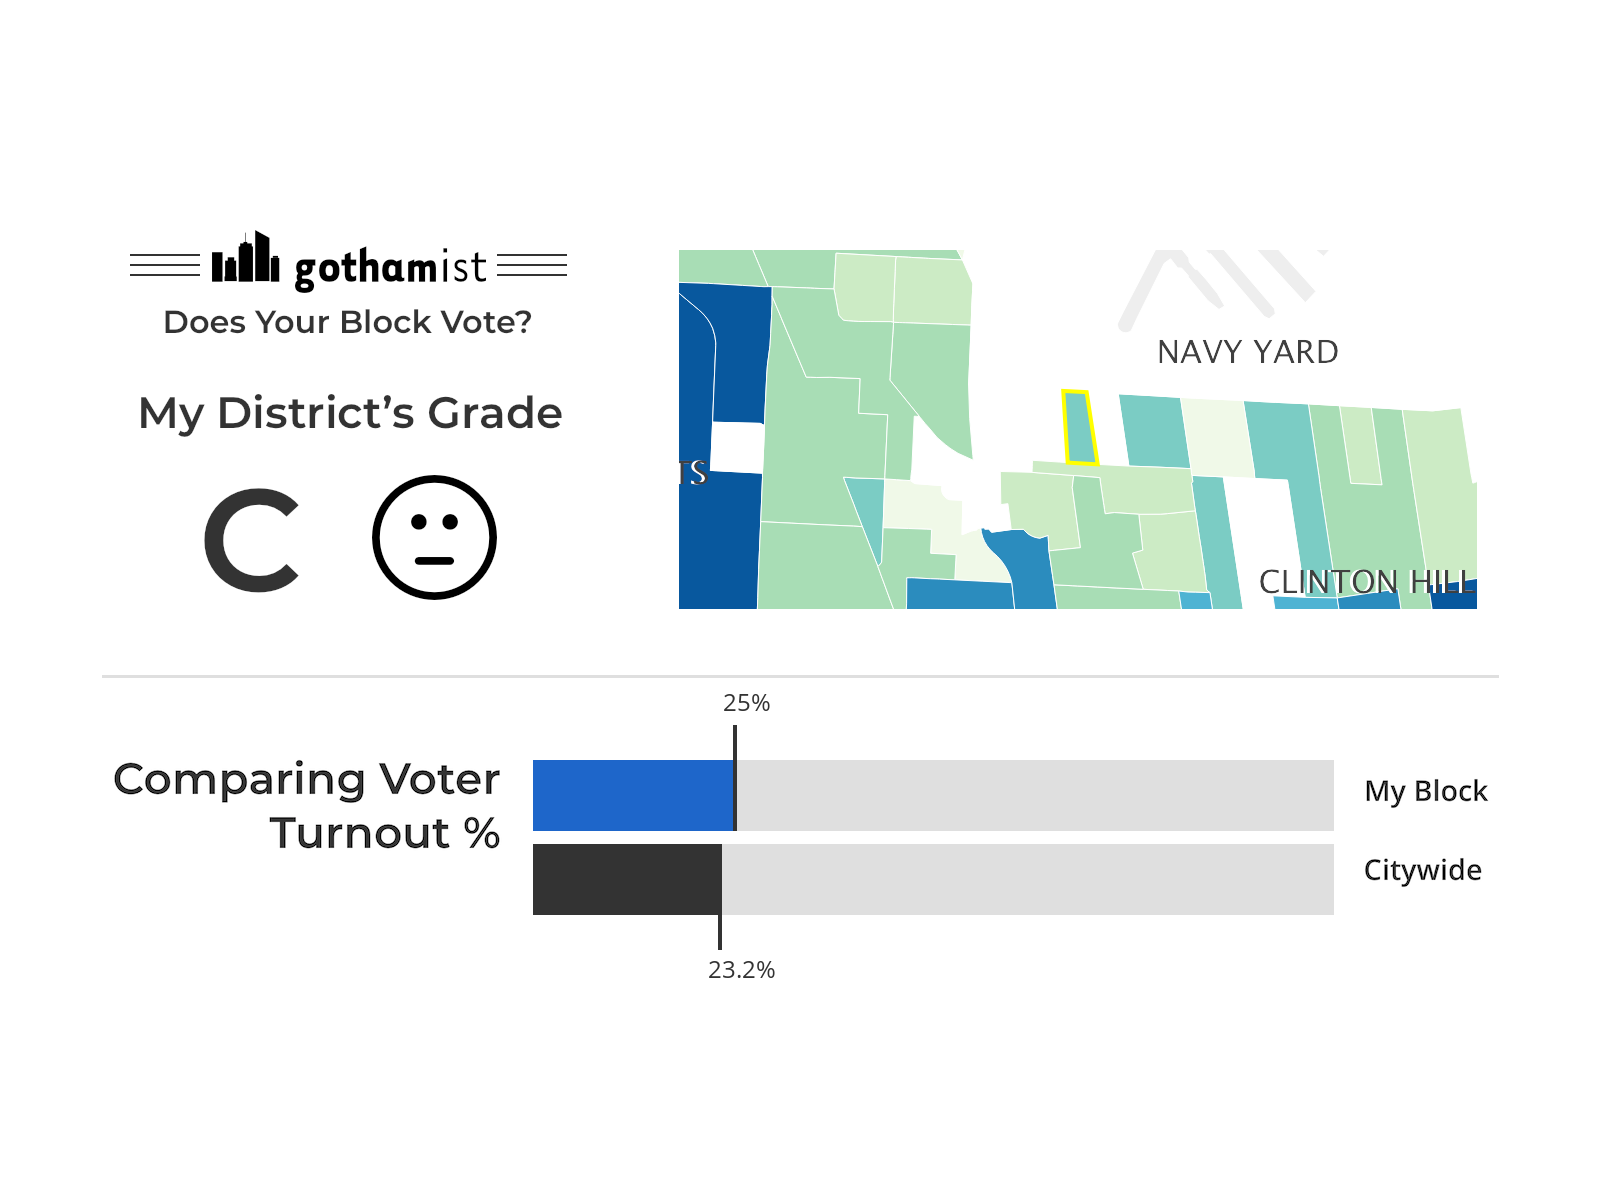 gothamist
Does Your Block Vote?
My District’s Grade
C
NAVY YARD
TS
CLINTON HILL
25%
Comparing Voter
Turnout %
My Block
Citywide
23.2%